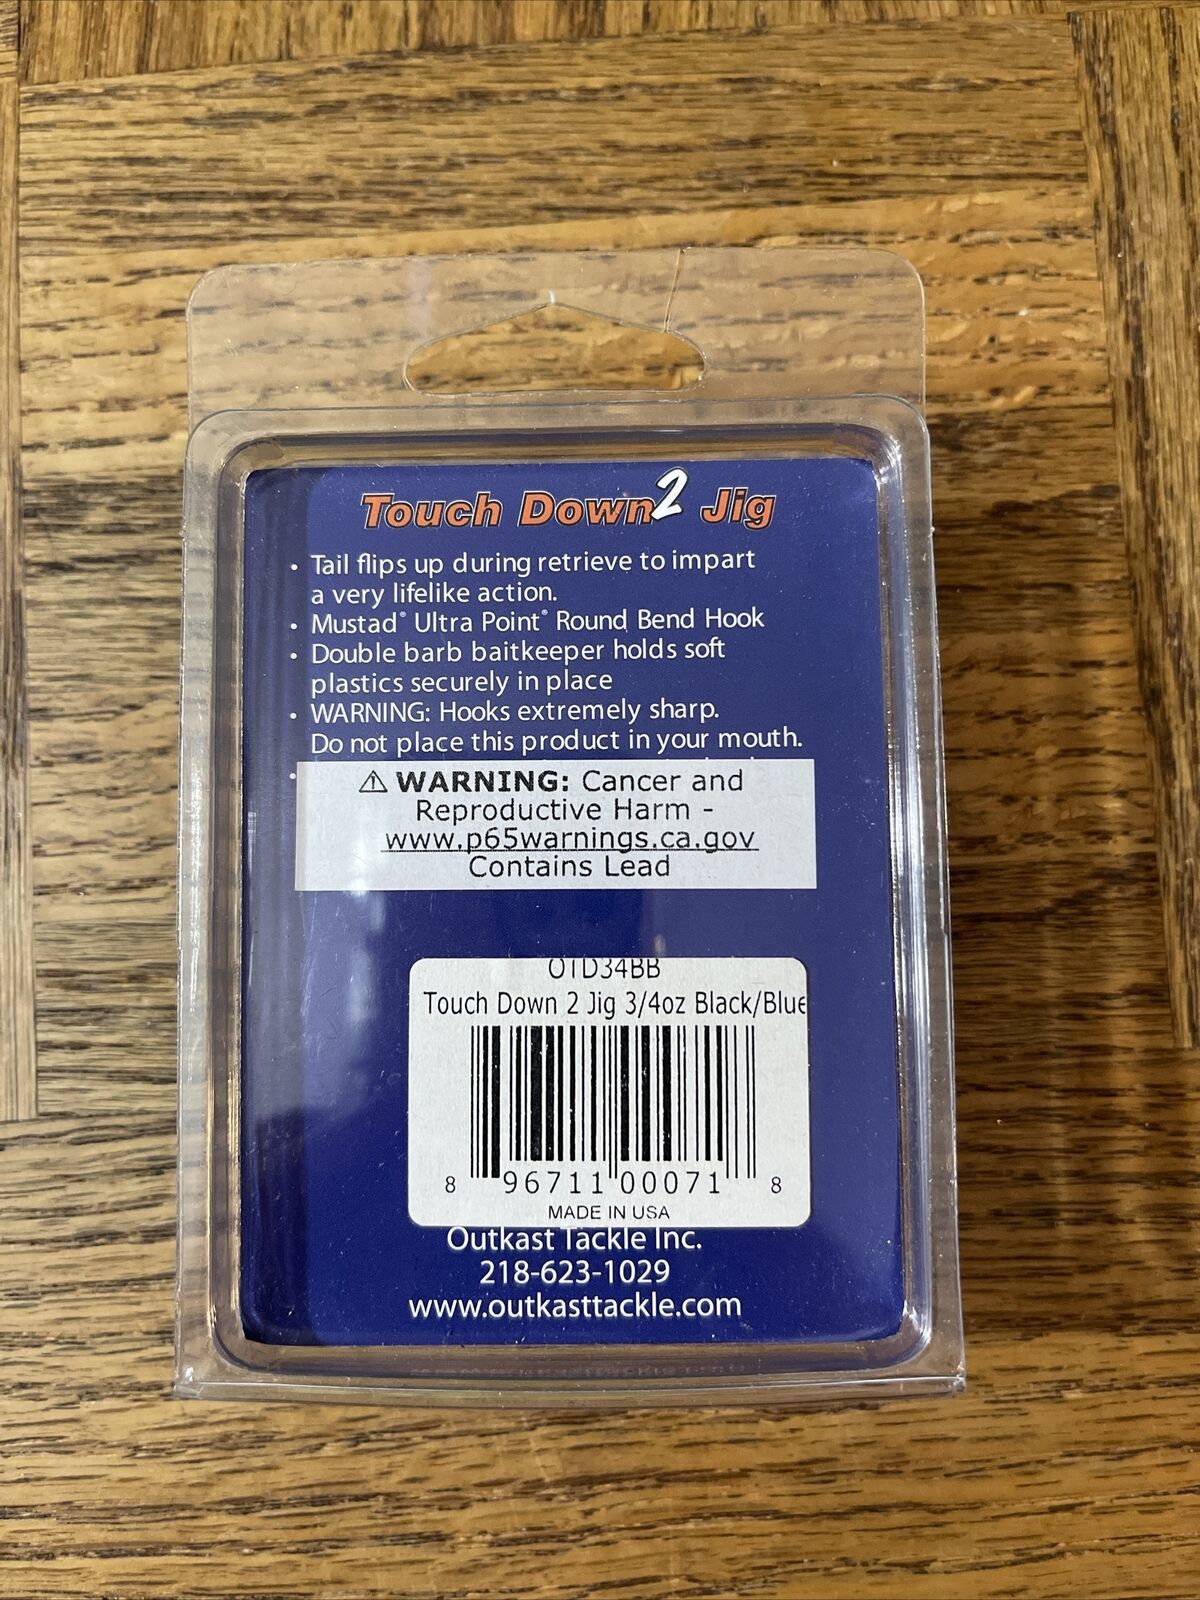 Touch Down2 Jig
• Tail flips up during retrieve to impart
a very lifelike action.
• Mustad® Ultra Point® Round Bend Hook
• Double barb baitkeeper holds soft
plastics securely in place
• WARNING: Hooks extremely sharp.
Do not place this product in your mouth.
⚠ WARNING: Cancer and
Reproductive Harm -
www.p65warnings.ca.gov
Contains Lead
OTD34BB
Touch Down 2 Jig 3/4oz Black/Blue
8 96711 00071 8
MADE IN USA
Outkast Tackle Inc.
218-623-1029
www.outkasttackle.com